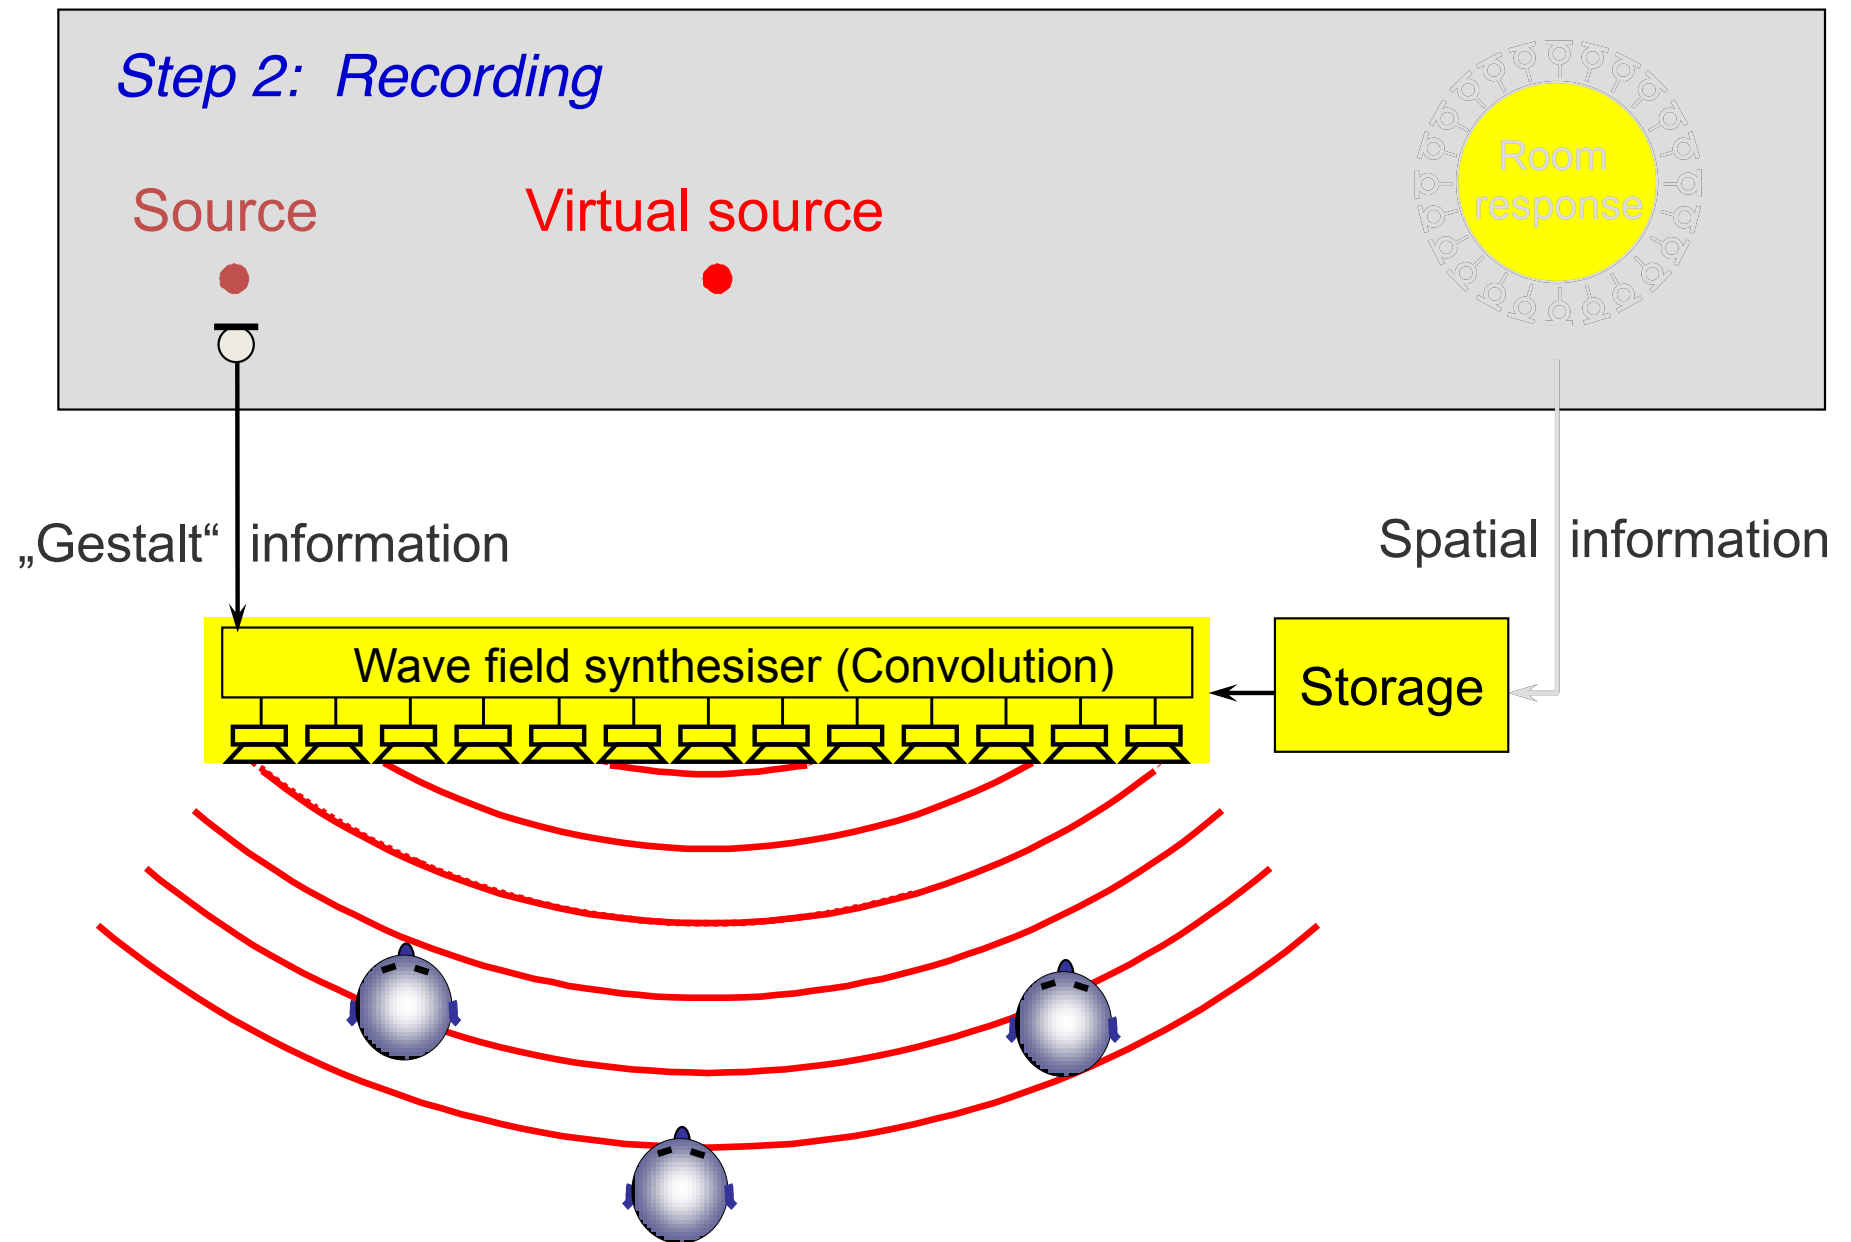 Step 2: Recording
Source
Virtual source
Room
response
„Gestalt“ information
Spatial information
Wave field synthesiser (Convolution)
Storage